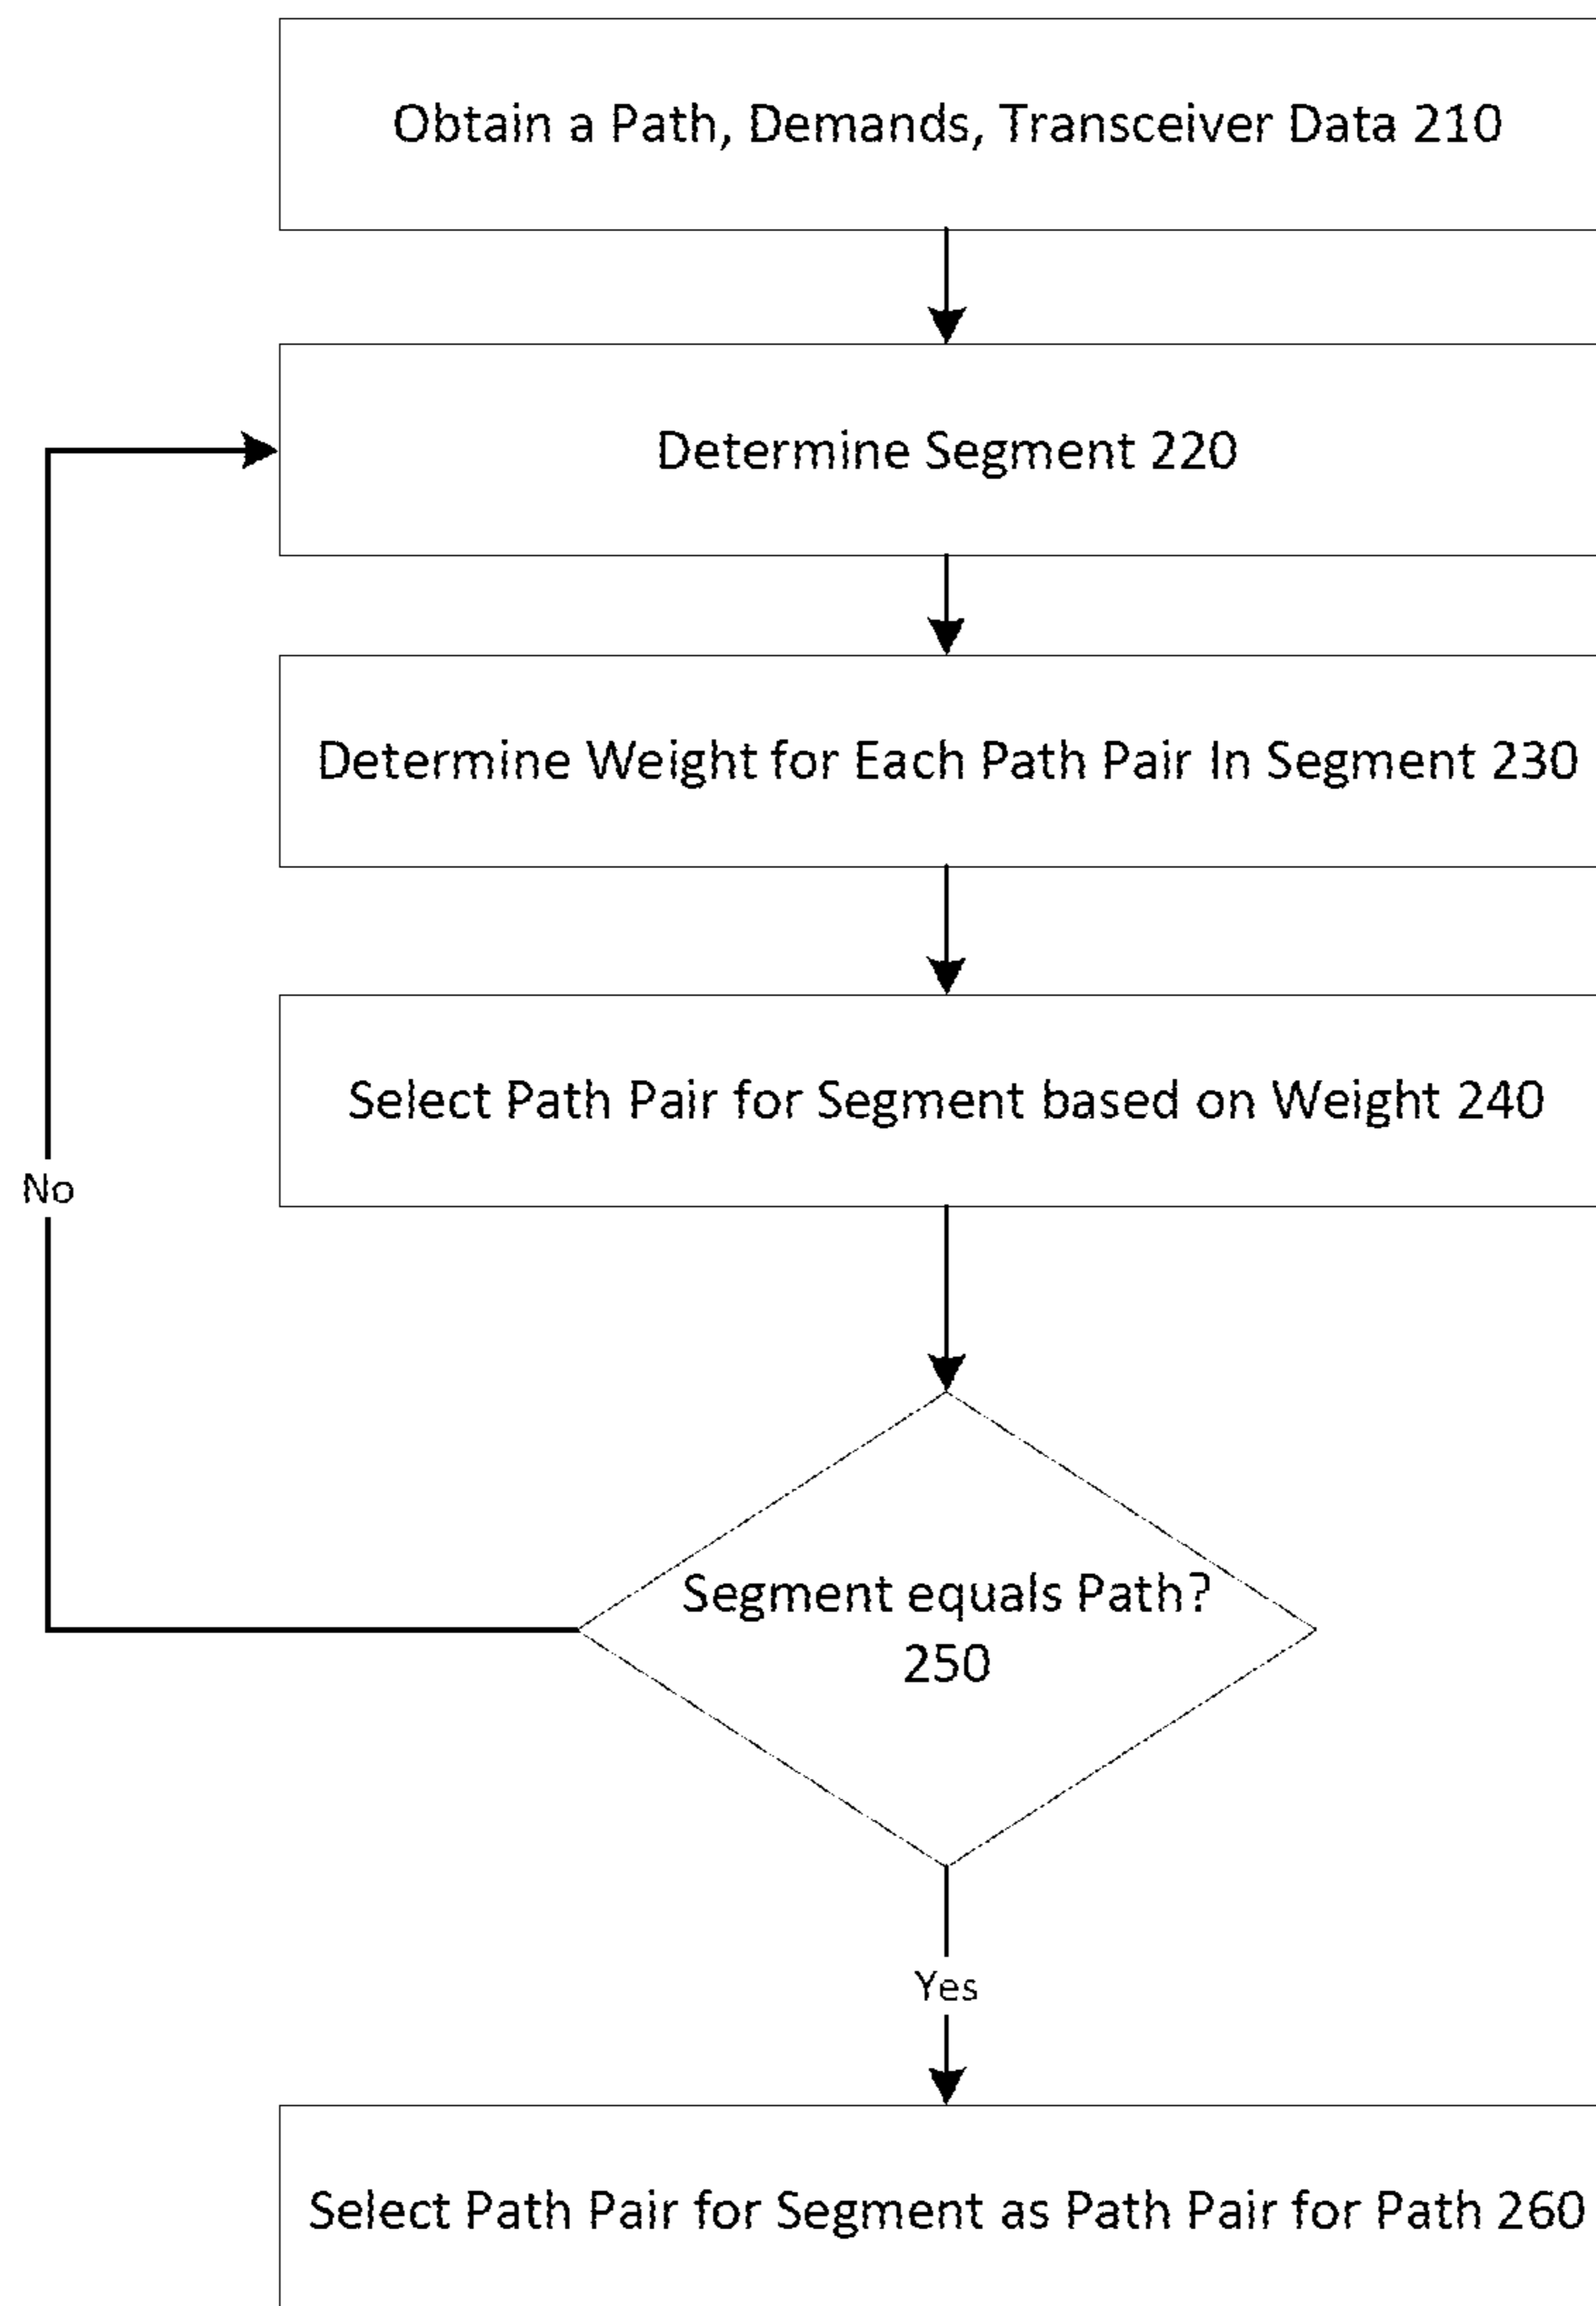 Obtain a Path, Demands, Transceiver Data 210
Determine Segment 220
Determine Weight for Each Path Pair In Segment 230
Select Path Pair for Segment based on Weight 240
No
Segment equals Path?
250
Yes
Select Path Pair for Segment as Path Pair for Path 260